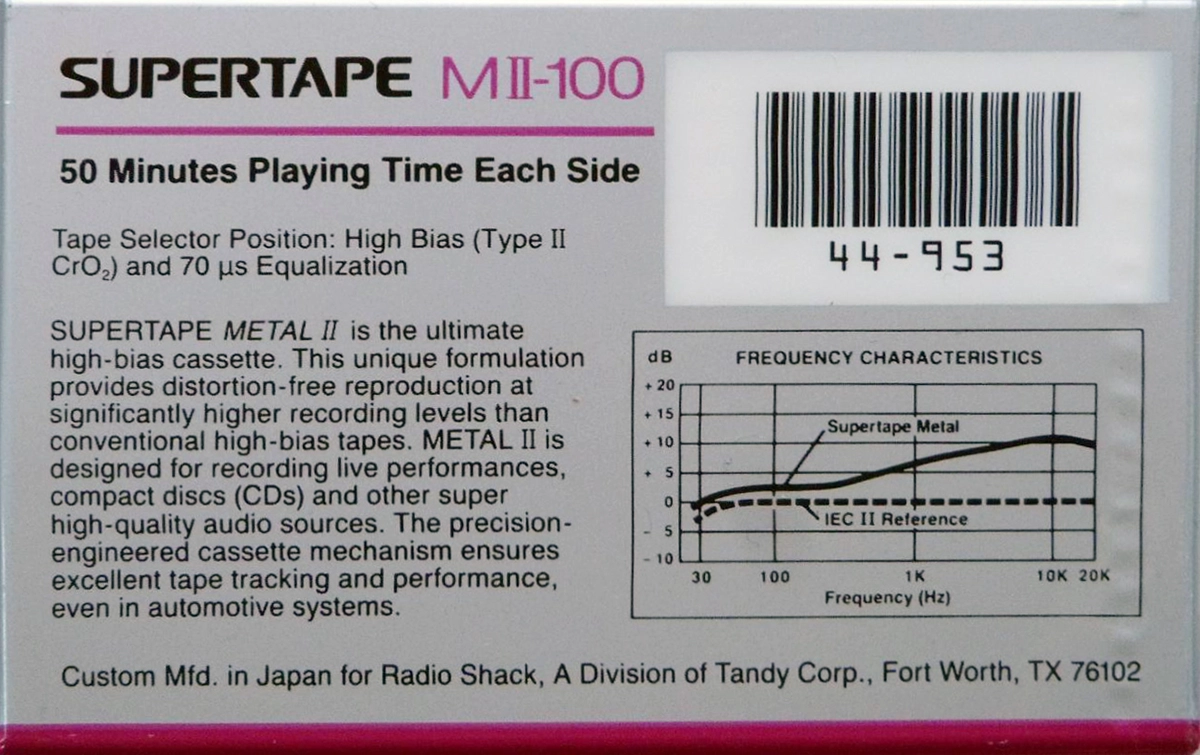 SUPERTAPE MII-100
50 Minutes Playing Time Each Side
Tape Selector Position: High Bias (Type II
CrO₂) and 70 µs Equalization
44-953
SUPERTAPE METAL II is the ultimate
high-bias cassette. This unique formulation
provides distortion-free reproduction at
significantly higher recording levels than
conventional high-bias tapes. METAL II is
designed for recording live performances,
compact discs (CDs) and other super
high-quality audio sources. The precision-
engineered cassette mechanism ensures
excellent tape tracking and performance,
even in automotive systems.
dB FREQUENCY CHARACTERISTICS
+ 20
+ 15
+ 10
+ 5
0
- 5
- 10
Supertape Metal
IEC II Reference
30 100 1K 10K 20K
Frequency (Hz)
Custom Mfd. in Japan for Radio Shack, A Division of Tandy Corp., Fort Worth, TX 76102